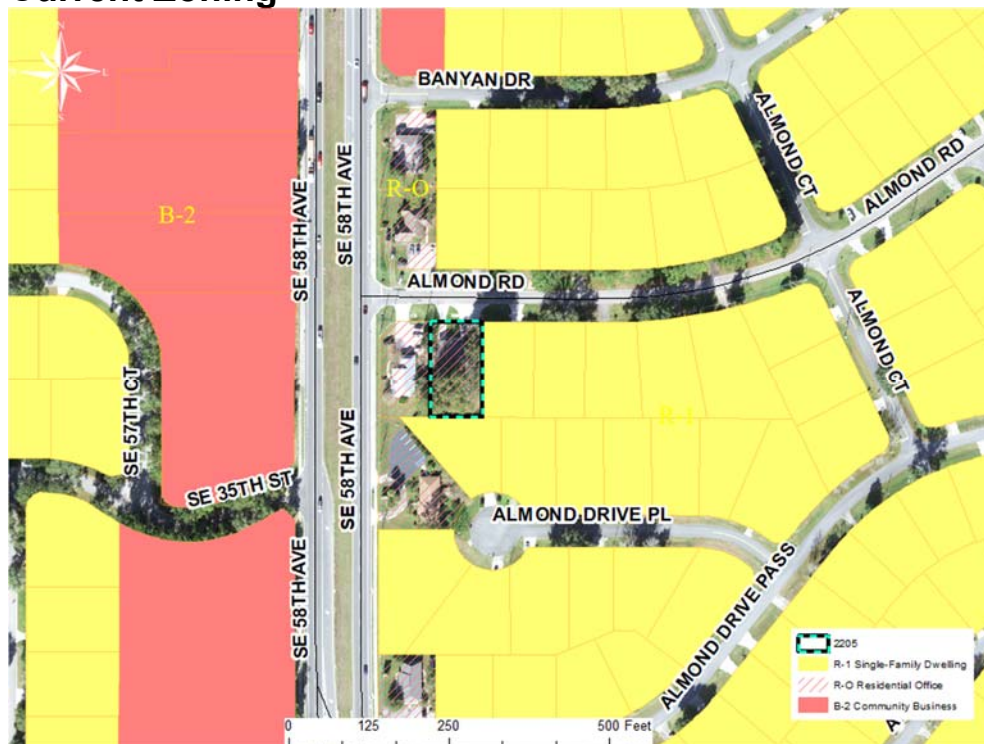 Current Zoning
BANYAN DR
ALMOND CT
ALMOND RD
SE 58TH AVE
SE 58TH AVE
R-O
B-2
ALMOND RD
ALMOND CT
R-1
SE 57TH CT
SE 58TH AVE
SE 35TH ST
ALMOND DRIVE PL
SE 58TH AVE
ALMOND DRIVE PASS
2205
R-1 Single-Family Dwelling
R-O Residential Office
B-2 Community Business
0 125 250 500 Feet